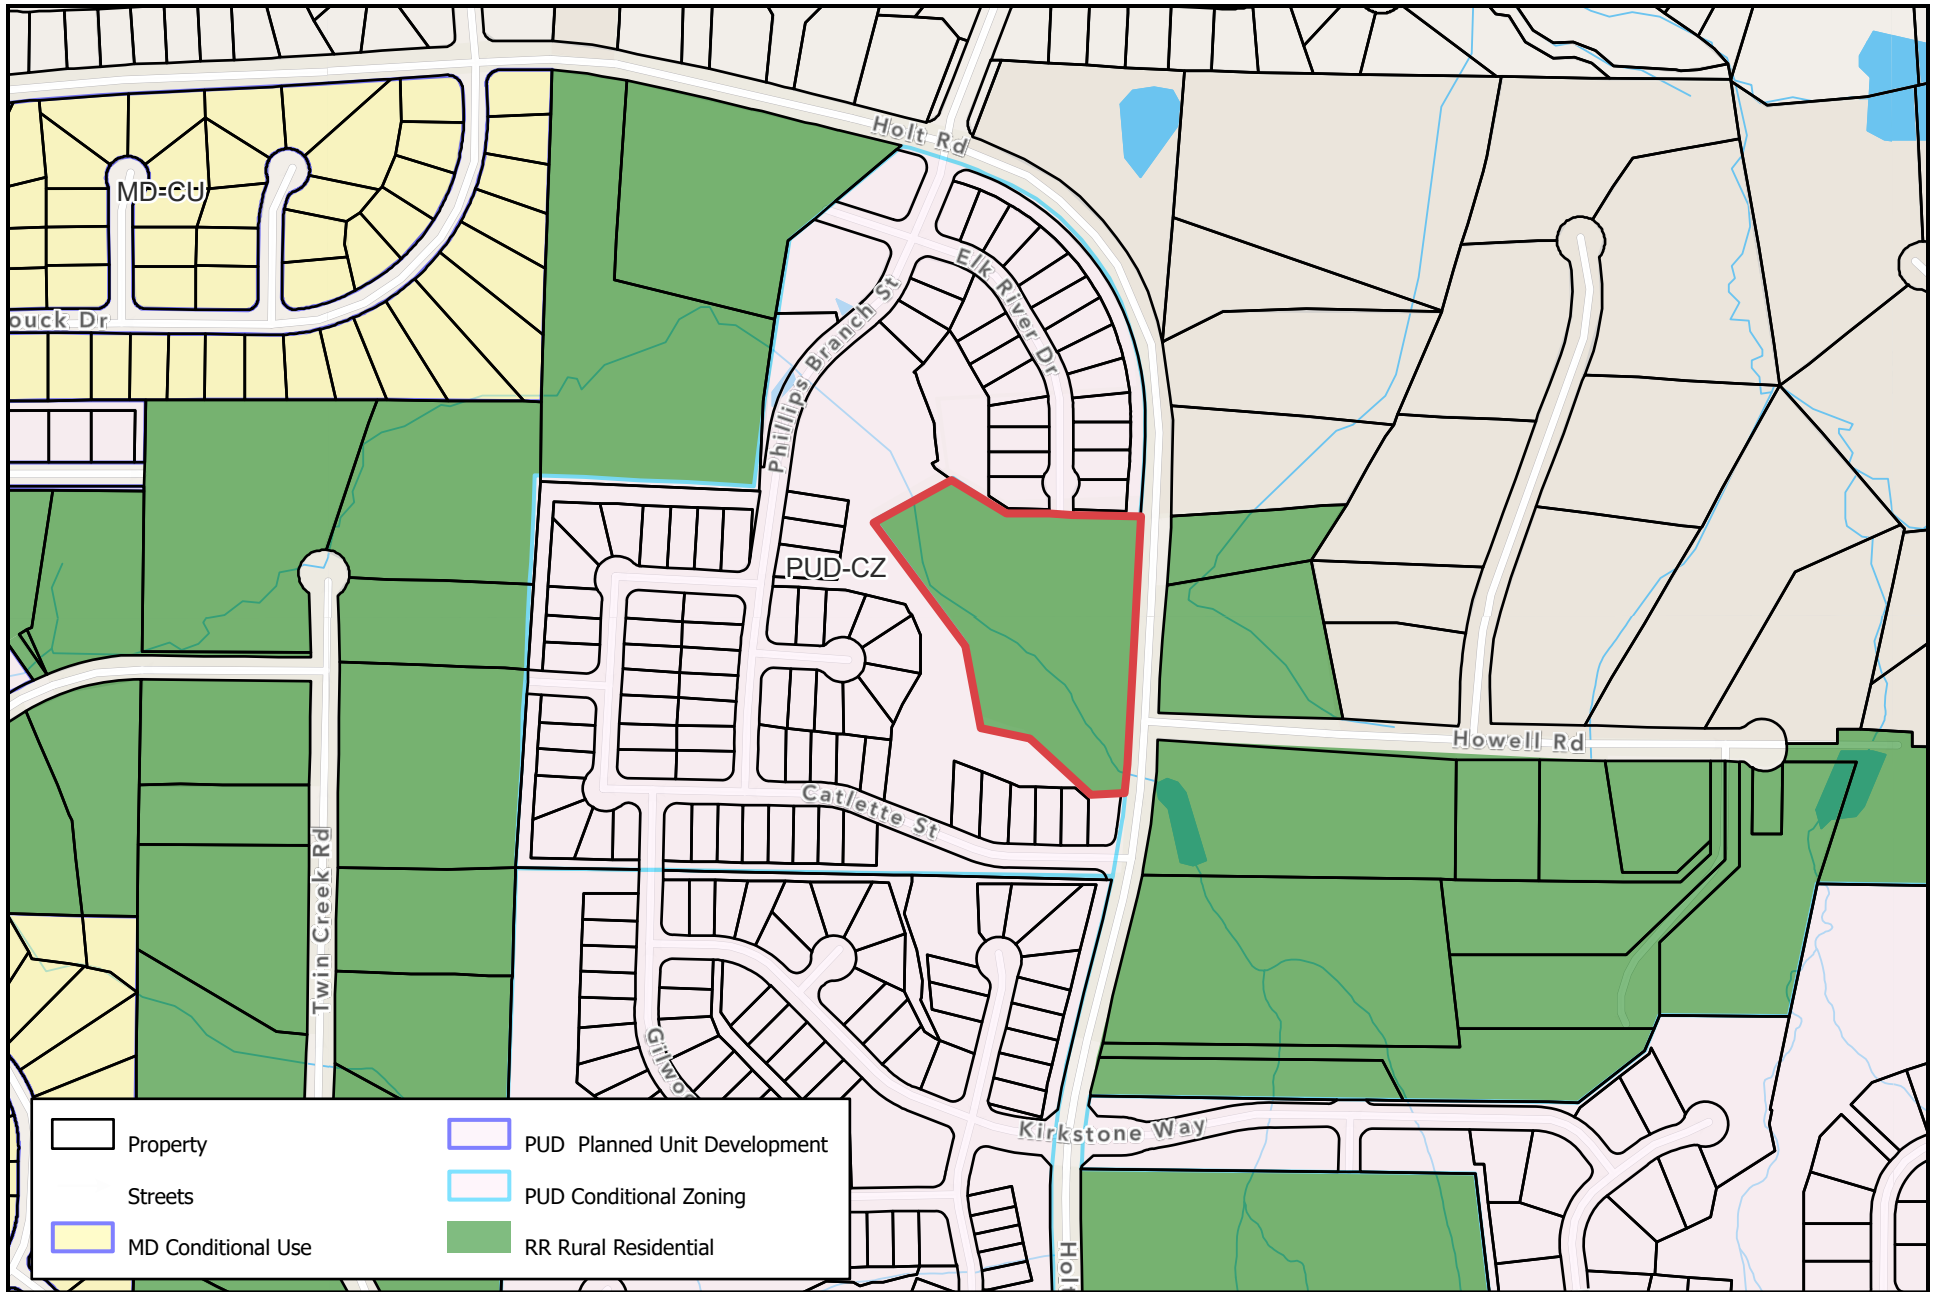 Holt Rd
MD-CU
Elk River Dr
Phillips Branch St
ouck Dr
PUD-CZ
Howell Rd
Catlette St
Twin Creek Rd
Gilwoo
Kirkstone Way
Holt
Property
Streets
MD Conditional Use
PUD Planned Unit Development
PUD Conditional Zoning
RR Rural Residential